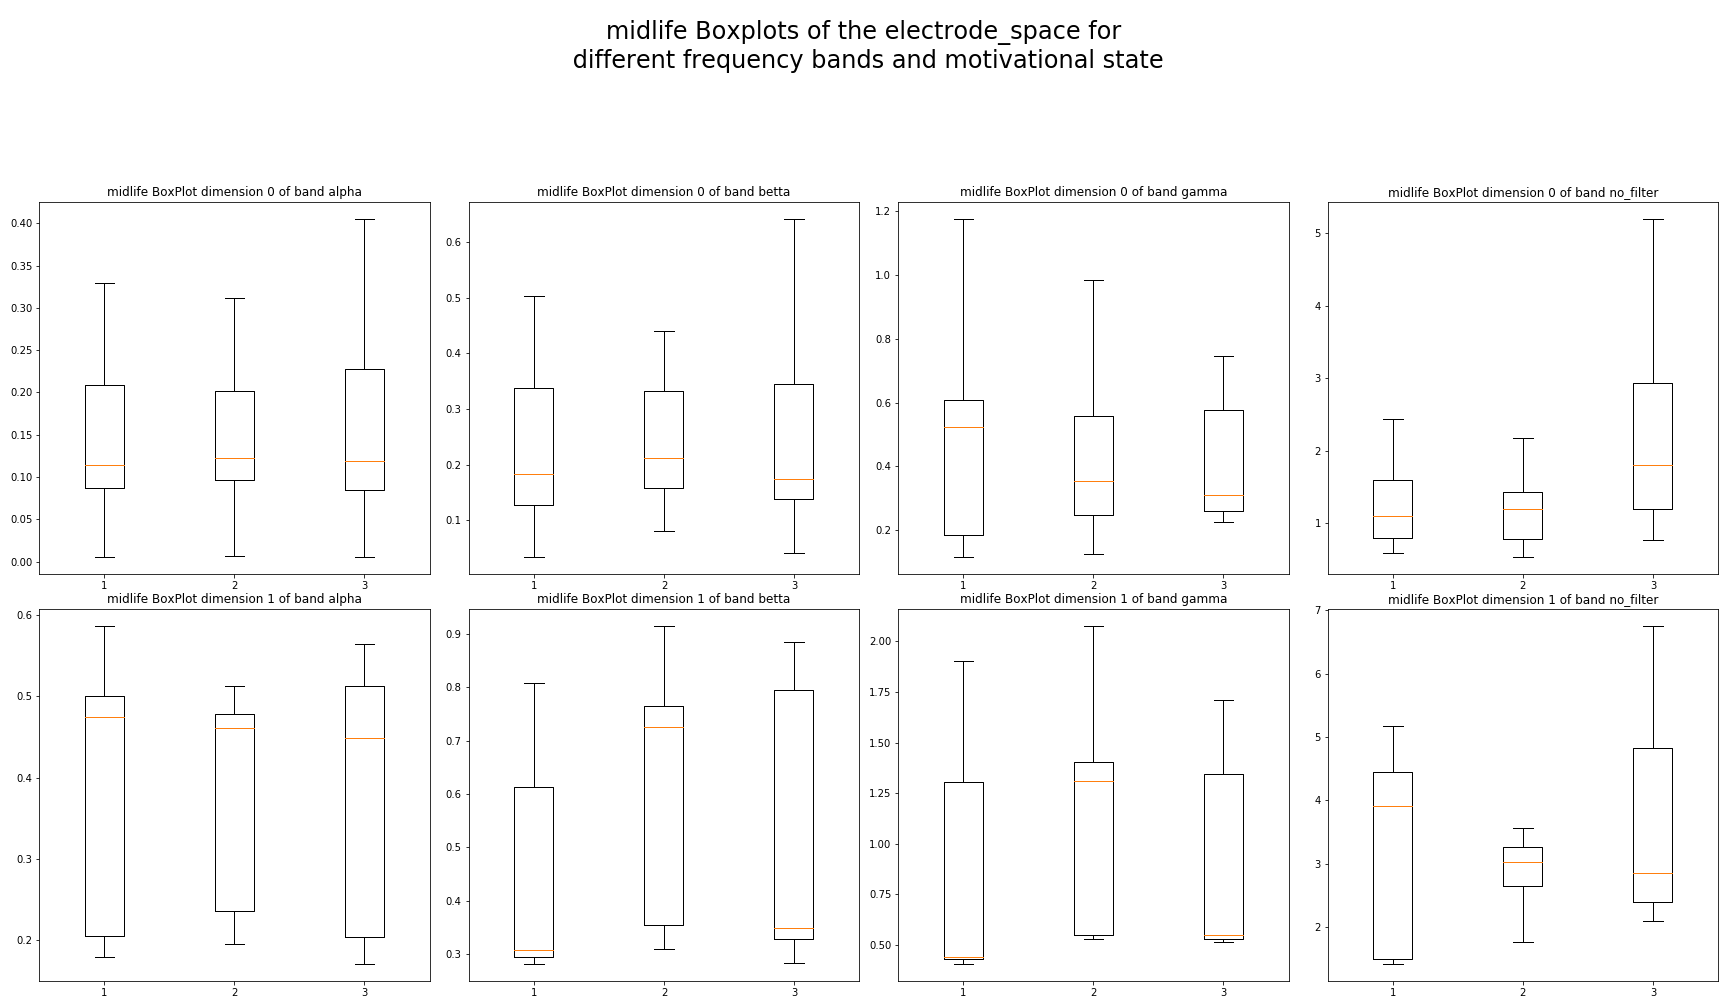 midlife Boxplots of the electrode_space for
different frequency bands and motivational state
midlife BoxPlot dimension 0 of band alpha
0.40
0.35
0.30
0.25
0.20
0.15
0.10
0.05
0.00
1 2 3
midlife BoxPlot dimension 0 of band betta
0.6
0.5
0.4
0.3
0.2
0.1
1 2 3
midlife BoxPlot dimension 0 of band gamma
1.2
1.0
0.8
0.6
0.4
0.2
1 2 3
midlife BoxPlot dimension 0 of band no_filter
5
4
3
2
1
1 2 3
midlife BoxPlot dimension 1 of band alpha
0.6
0.5
0.4
0.3
0.2
1 2 3
midlife BoxPlot dimension 1 of band betta
0.9
0.8
0.7
0.6
0.5
0.4
0.3
1 2 3
midlife BoxPlot dimension 1 of band gamma
2.00
1.75
1.50
1.25
1.00
0.75
0.50
1 2 3
midlife BoxPlot dimension 1 of band no_filter
7
6
5
4
3
2
1 2 3